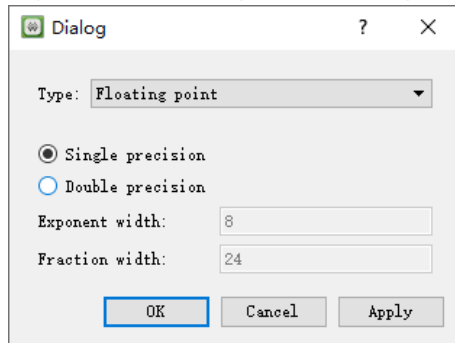 Dialog ?
Type: Floating point
Single precision
Double precision
Exponent width: 8
Fraction width: 24
OK Cancel Apply